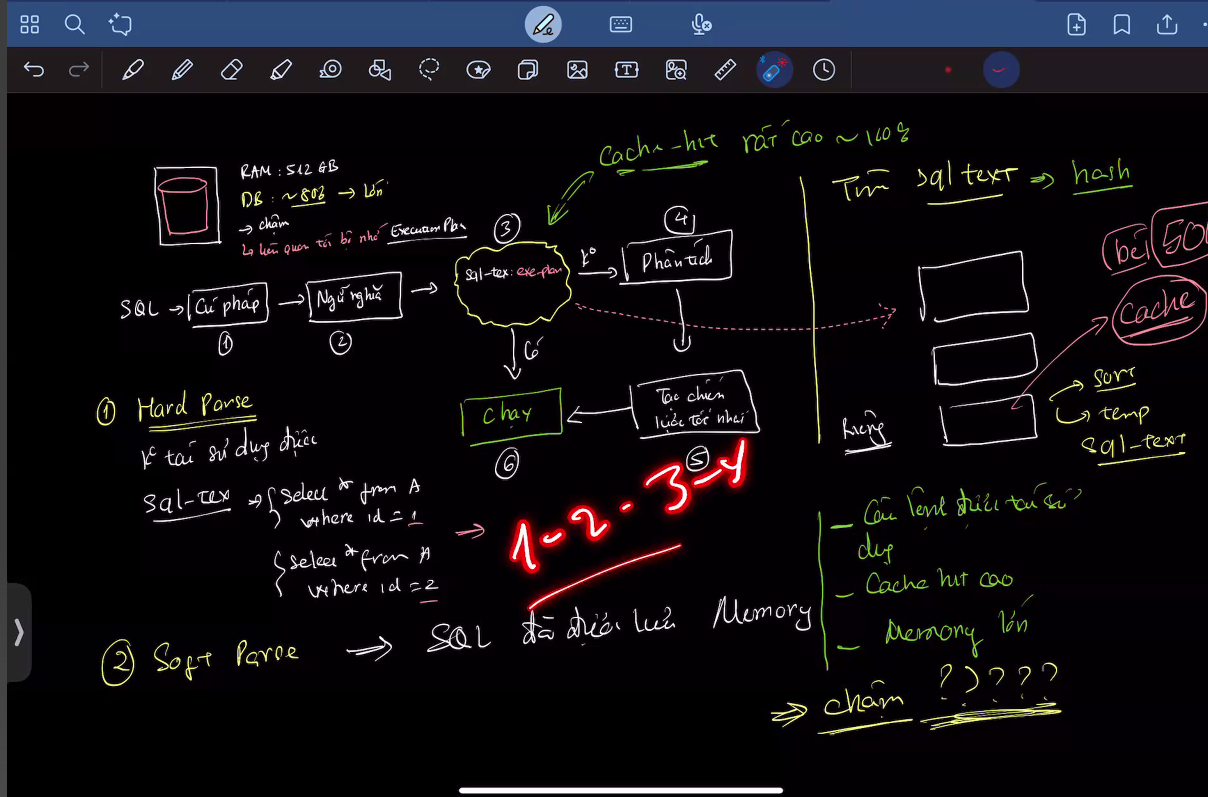 Cache-hit rất cao ~ 100%
RAM : 512 GB
DB : ~80% → lớn
→ chậm
↳ liên quan tới bộ nhớ Execution Plan
Tìm sql text ⇒ hash
bé 500
Cache
③
④
SQL → Cú pháp → Ngữ nghĩa →
sql-tex: exe-plan
K° → Phân tích
①
②
Có
① Hard Parse
K° tái sử dụng được
Chạy
Tạo chiến
lược tốt nhất
⑥
⑤
Riêng
sort
temp
sql-text
sql-tex → { select * from A
where id = 1 →
1 - 2 - 3 - 4
{ select * from A
where id = 2
② Soft Parse ⇒ SQL đã được lưu Memory
- Câu lệnh được tái sử
dụng
- Cache hit cao
- Memory lớn
⇒ chậm ?????